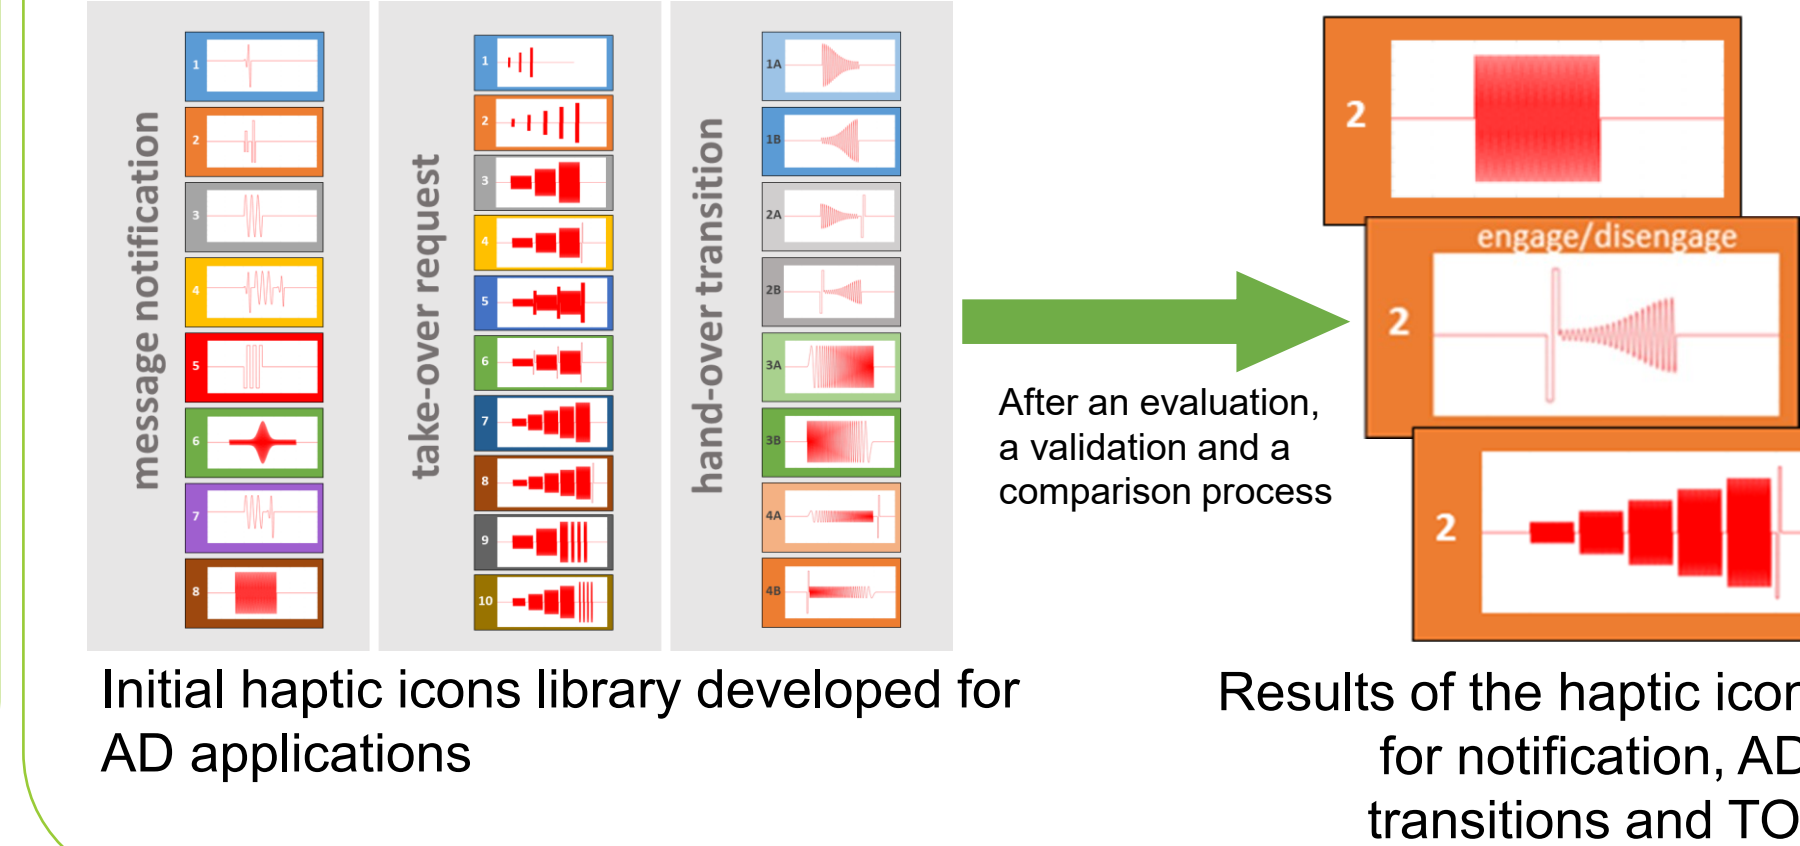 message notification
1
2
3
4
5
6
7
8
take-over request
1
2
3
4
5
6
7
8
9
10
hand-over transition
1A
1B
2A
2B
3A
3B
4A
4B
After an evaluation,
a validation and a
comparison process
2
engage/disengage
2
2
Initial haptic icons library developed for
AD applications
Results of the haptic icon
for notification, AD
transitions and TO